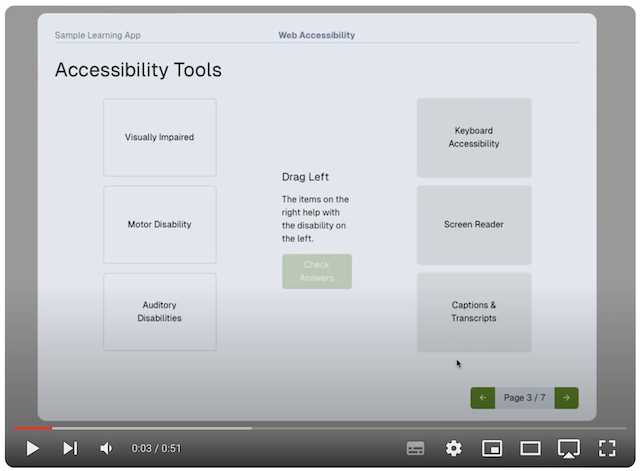 Sample Learning App
Web Accessibility
Accessibility Tools
Visually Impaired
Motor Disability
Auditory
Disabilities
Drag Left
The items on the
right help with
the disability on
the left.
Check
Answers
Keyboard
Accessibility
Screen Reader
Captions &
Transcripts
← Page 3 / 7 →
0:03 / 0:51